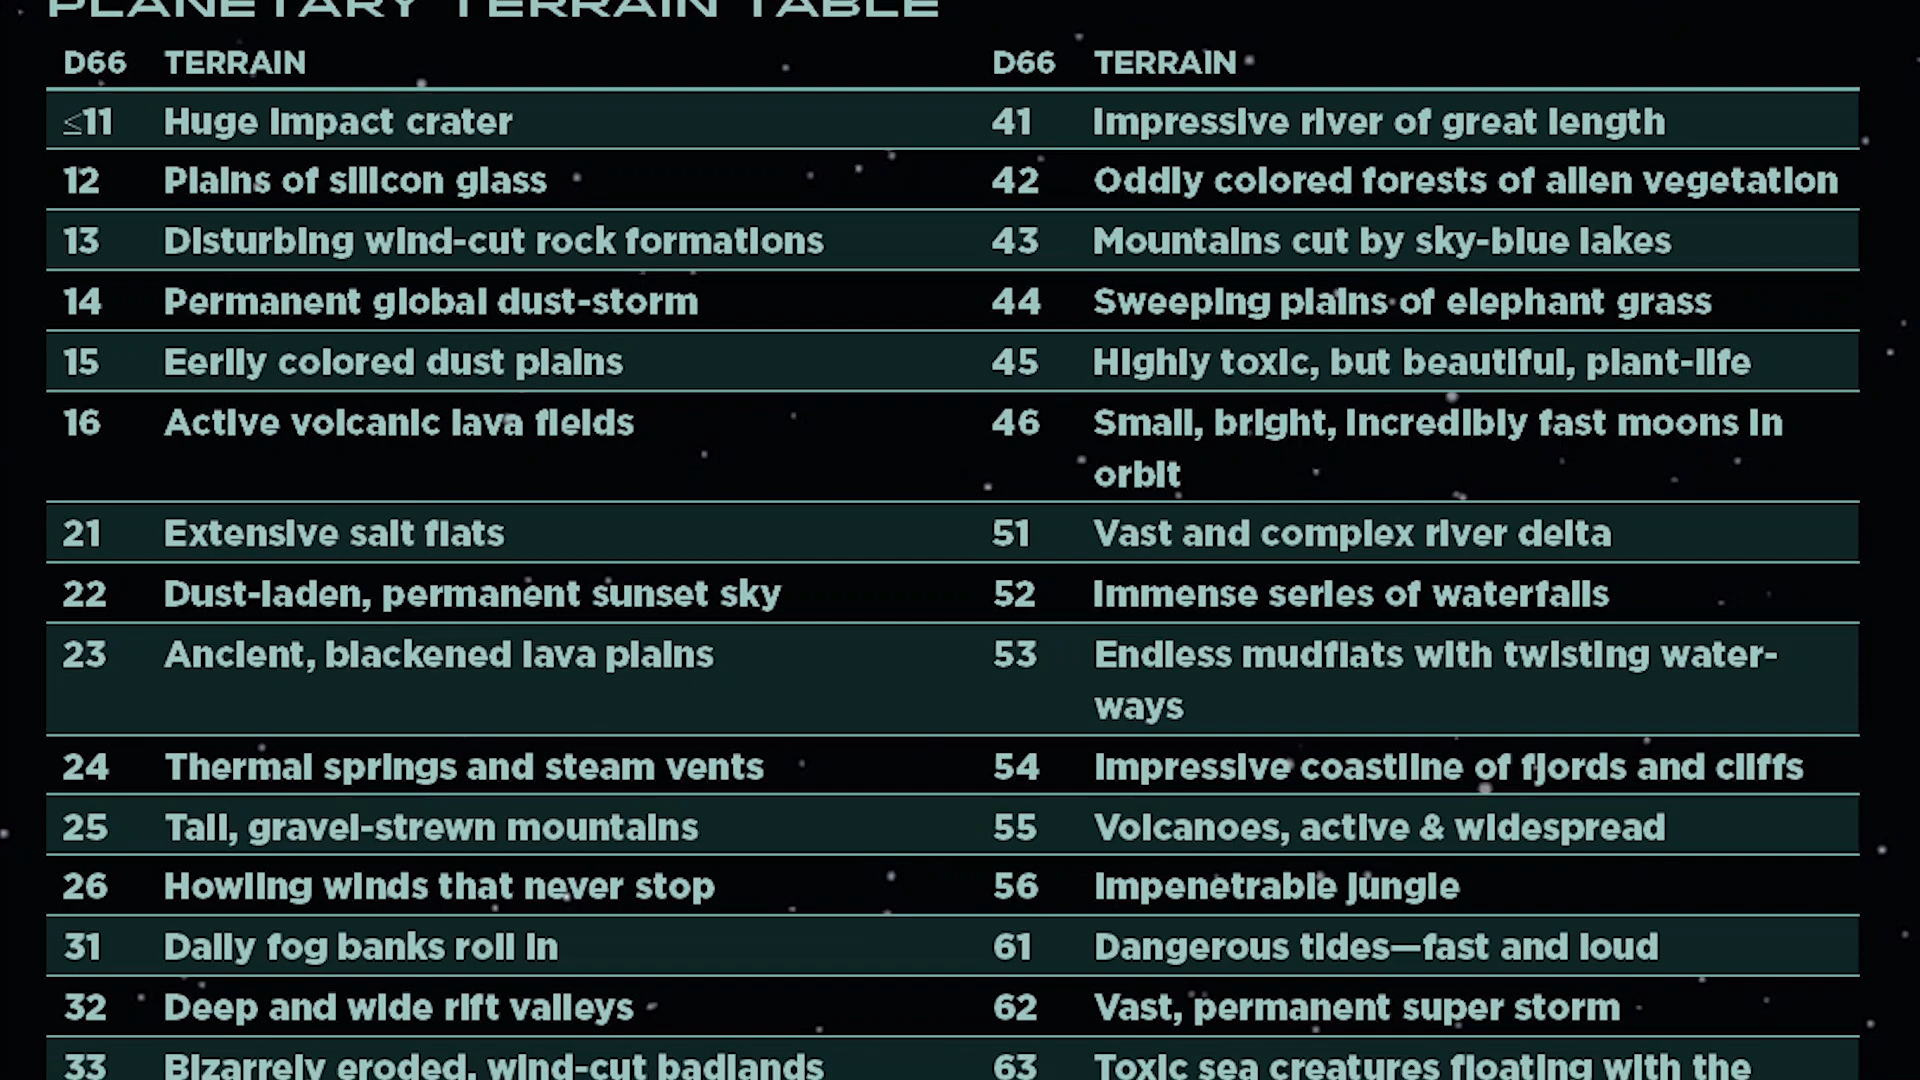 PLANETARY TERRAIN TABLE
D66 TERRAIN D66 TERRAIN
≤11 Huge impact crater 41 Impressive river of great length
12 Plains of silicon glass 42 Oddly colored forests of alien vegetation
13 Disturbing wind-cut rock formations 43 Mountains cut by sky-blue lakes
14 Permanent global dust-storm 44 Sweeping plains of elephant grass
15 Eerily colored dust plains 45 Highly toxic, but beautiful, plant-life
16 Active volcanic lava fields 46 Small, bright, incredibly fast moons in
orbit
21 Extensive salt flats 51 Vast and complex river delta
22 Dust-laden, permanent sunset sky 52 Immense series of waterfalls
23 Ancient, blackened lava plains 53 Endless mudflats with twisting water-
ways
24 Thermal springs and steam vents 54 Impressive coastline of fjords and cliffs
25 Tall, gravel-strewn mountains 55 Volcanoes, active & widespread
26 Howling winds that never stop 56 Impenetrable jungle
31 Daily fog banks roll in 61 Dangerous tides—fast and loud
32 Deep and wide rift valleys 62 Vast, permanent super storm
33 Bizarrely eroded, wind-cut badlands 63 Toxic sea creatures floating with the